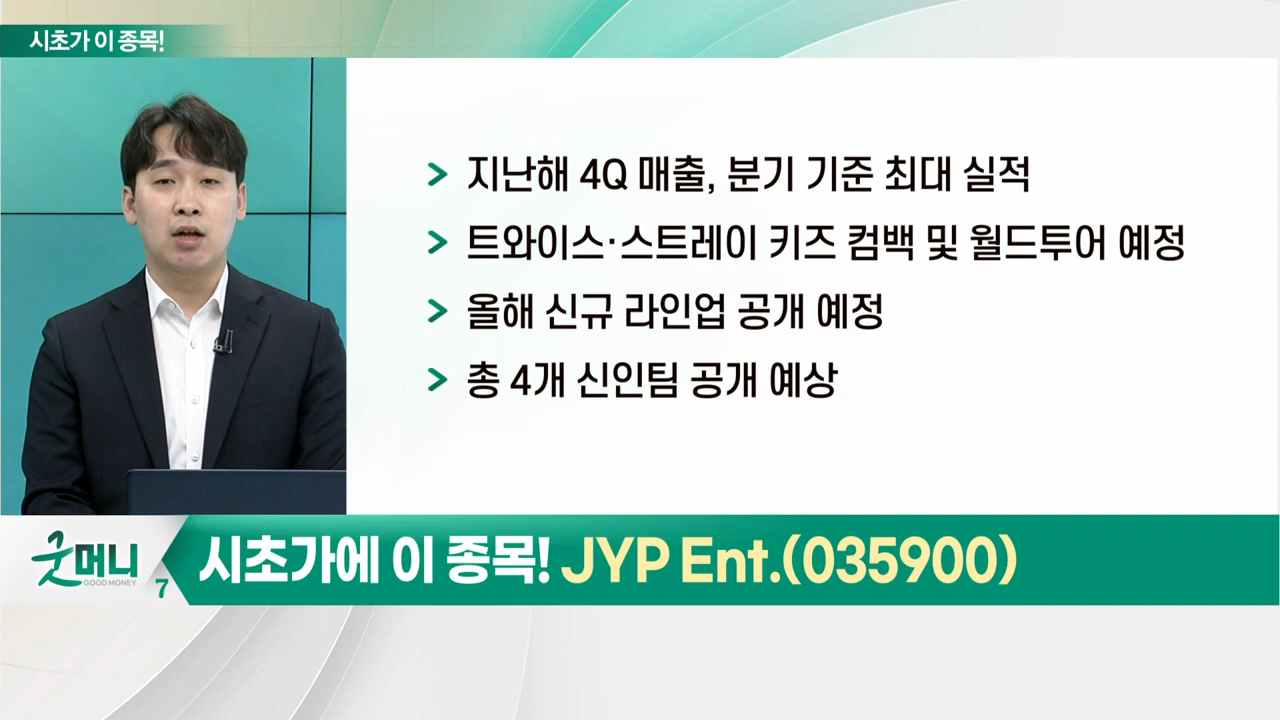 시초가 이 종목!
> 지난해 4Q 매출, 분기 기준 최대 실적
> 트와이스·스트레이 키즈 컴백 및 월드투어 예정
> 올해 신규 라인업 공개 예정
> 총 4개 신인팀 공개 예상
굿머니
GOOD MONEY
7
시초가에 이 종목! JYP Ent.(035900)